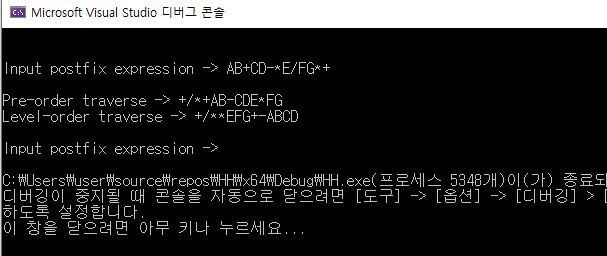 Microsoft Visual Studio 디버그 콘솔
Input postfix expression -> AB+CD-*E/FG*+
Pre-order traverse -> +/*+AB-CDE*FG
Level-order traverse -> +/**EFG+-ABCD
Input postfix expression ->
C:₩Users₩user₩source₩repos₩HH₩x64₩Debug₩HH.exe(프로세스 5348개)이(가) 종료되
디버깅이 중지될 때 콘솔을 자동으로 닫으려면 [도구] -> [옵션] -> [디버깅] > [
하도록 설정합니다.
이 창을 닫으려면 아무 키나 누르세요...